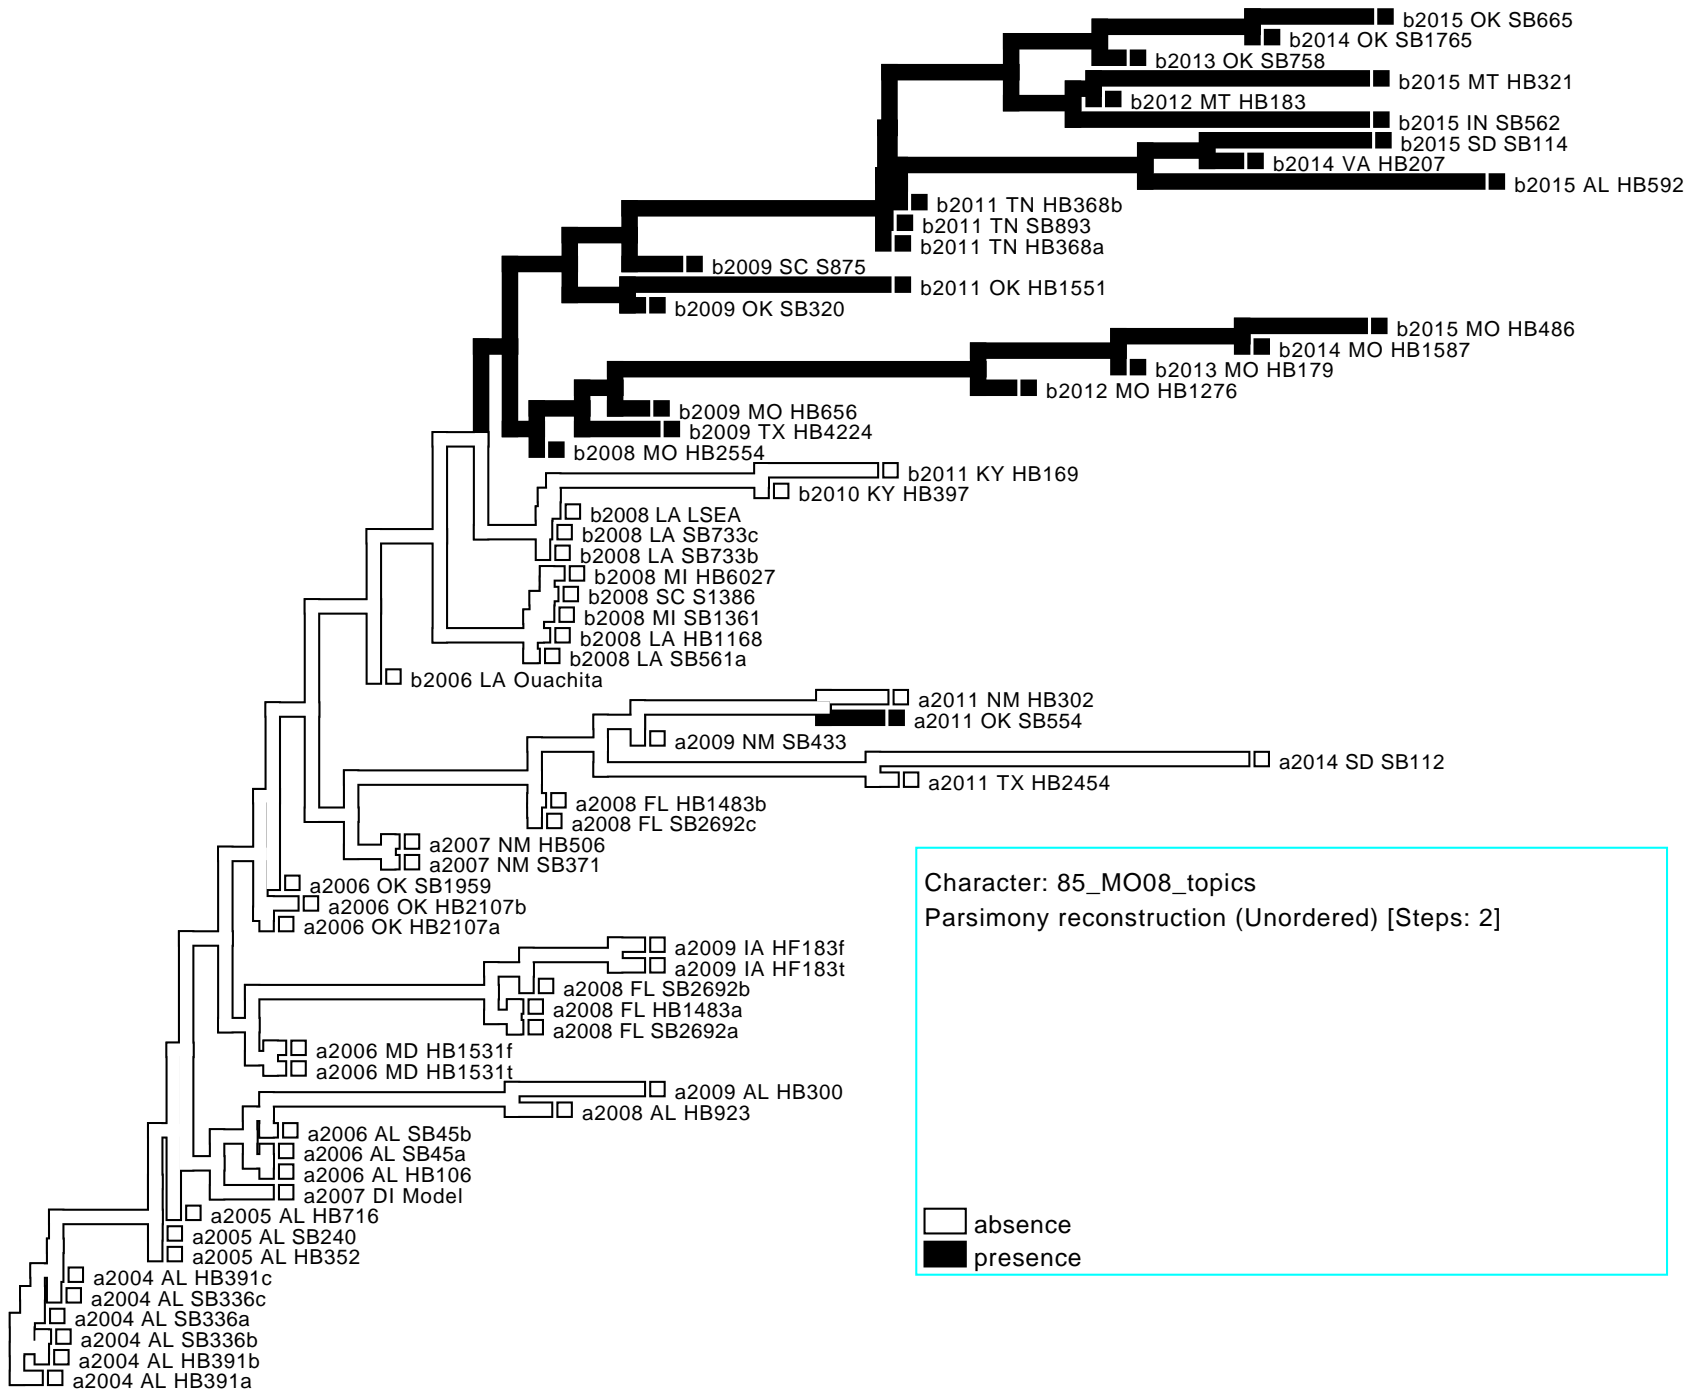 b2015 OK SB665
b2014 OK SB1765
b2013 OK SB758
b2015 MT HB321
b2012 MT HB183
b2015 IN SB562
b2015 SD SB114
b2014 VA HB207
b2015 AL HB592
b2011 TN HB368b
b2011 TN SB893
b2011 TN HB368a
b2009 SC S875
b2011 OK HB1551
b2009 OK SB320
b2015 MO HB486
b2014 MO HB1587
b2013 MO HB179
b2012 MO HB1276
b2009 MO HB656
b2009 TX HB4224
b2008 MO HB2554
b2011 KY HB169
b2010 KY HB397
b2008 LA LSEA
b2008 LA SB733c
b2008 LA SB733b
b2008 MI HB6027
b2008 SC S1386
b2008 MI SB1361
b2008 LA HB1168
b2008 LA SB561a
b2006 LA Ouachita
a2011 NM HB302
a2011 OK SB554
a2009 NM SB433
a2014 SD SB112
a2011 TX HB2454
a2008 FL HB1483b
a2008 FL SB2692c
a2007 NM HB506
a2007 NM SB371
a2006 OK SB1959
a2006 OK HB2107b
a2006 OK HB2107a
a2009 IA HF183f
a2009 IA HF183t
a2008 FL SB2692b
a2008 FL HB1483a
a2008 FL SB2692a
a2006 MD HB1531f
a2006 MD HB1531t
a2009 AL HB300
a2008 AL HB923
a2006 AL SB45b
a2006 AL SB45a
a2006 AL HB106
a2007 DI Model
a2005 AL HB716
a2005 AL SB240
a2005 AL HB352
a2004 AL HB391c
a2004 AL SB336c
a2004 AL SB336a
a2004 AL SB336b
a2004 AL HB391b
a2004 AL HB391a
Character: 85_MO08_topics
Parsimony reconstruction (Unordered) [Steps: 2]
absence
presence